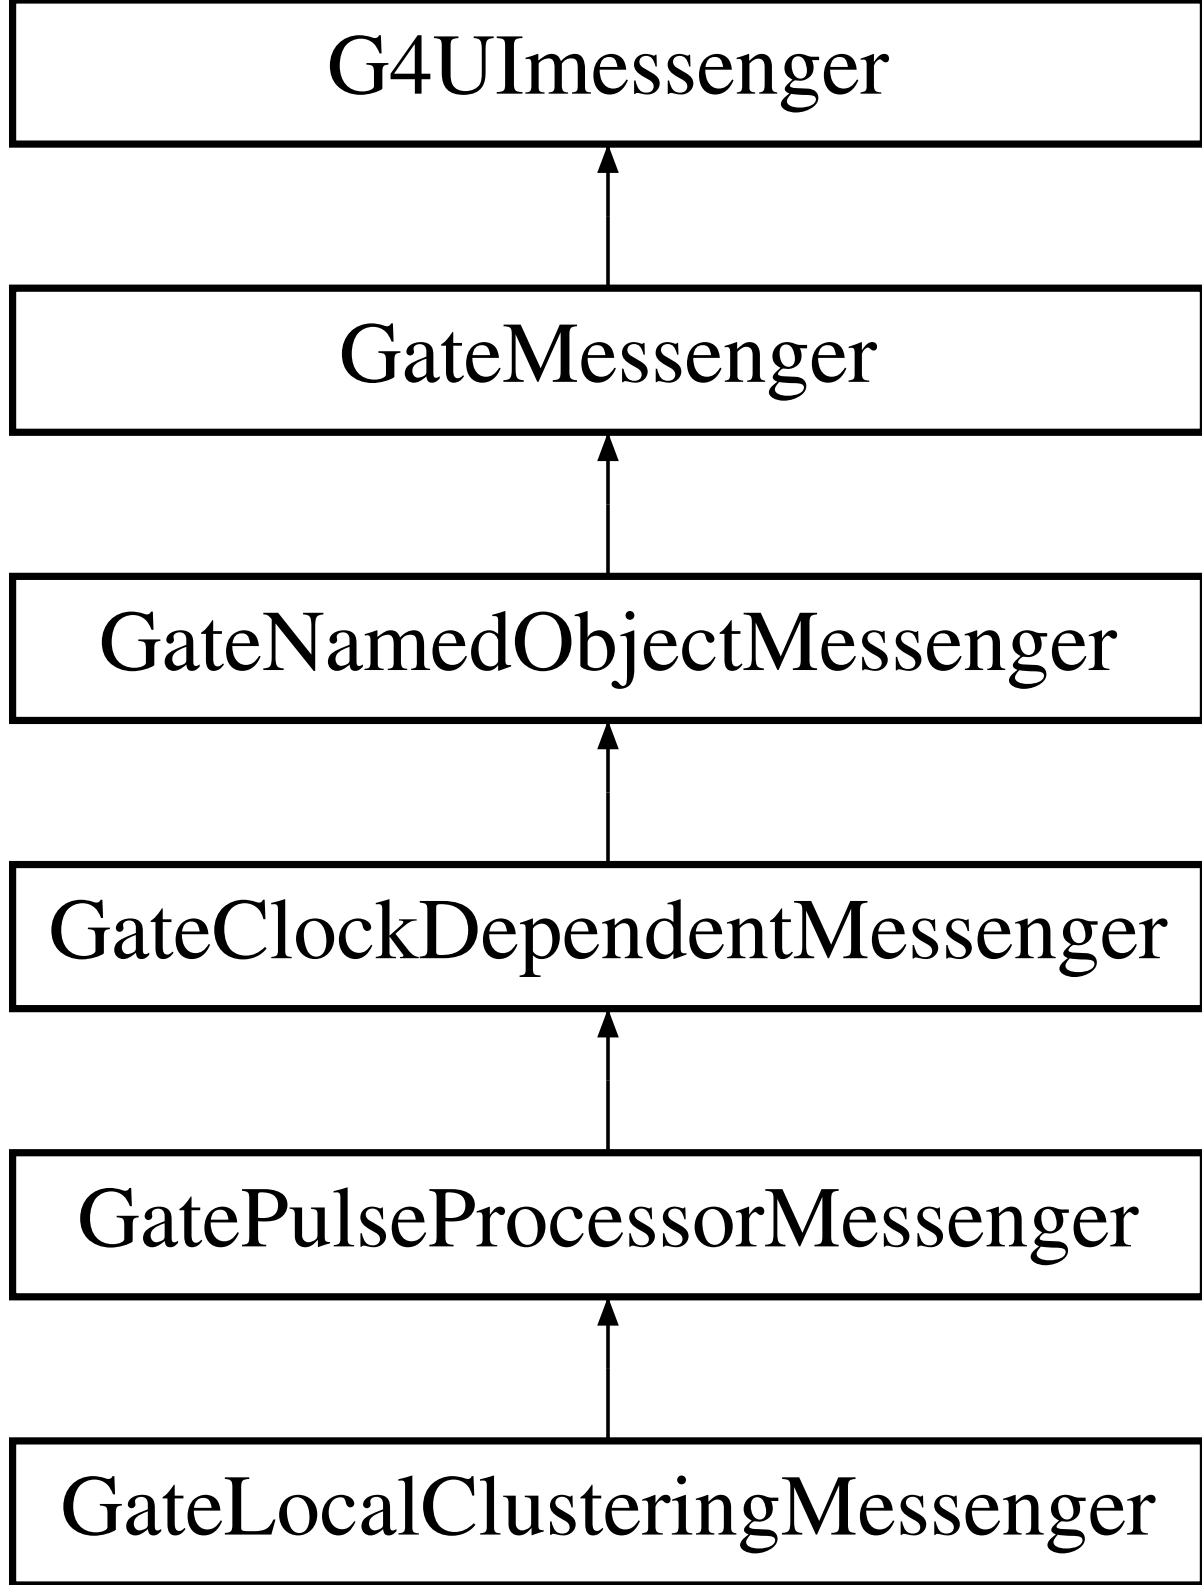 G4UImessenger
GateMessenger
GateNamedObjectMessenger
GateClockDependentMessenger
GatePulseProcessorMessenger
GateLocalClusteringMessenger